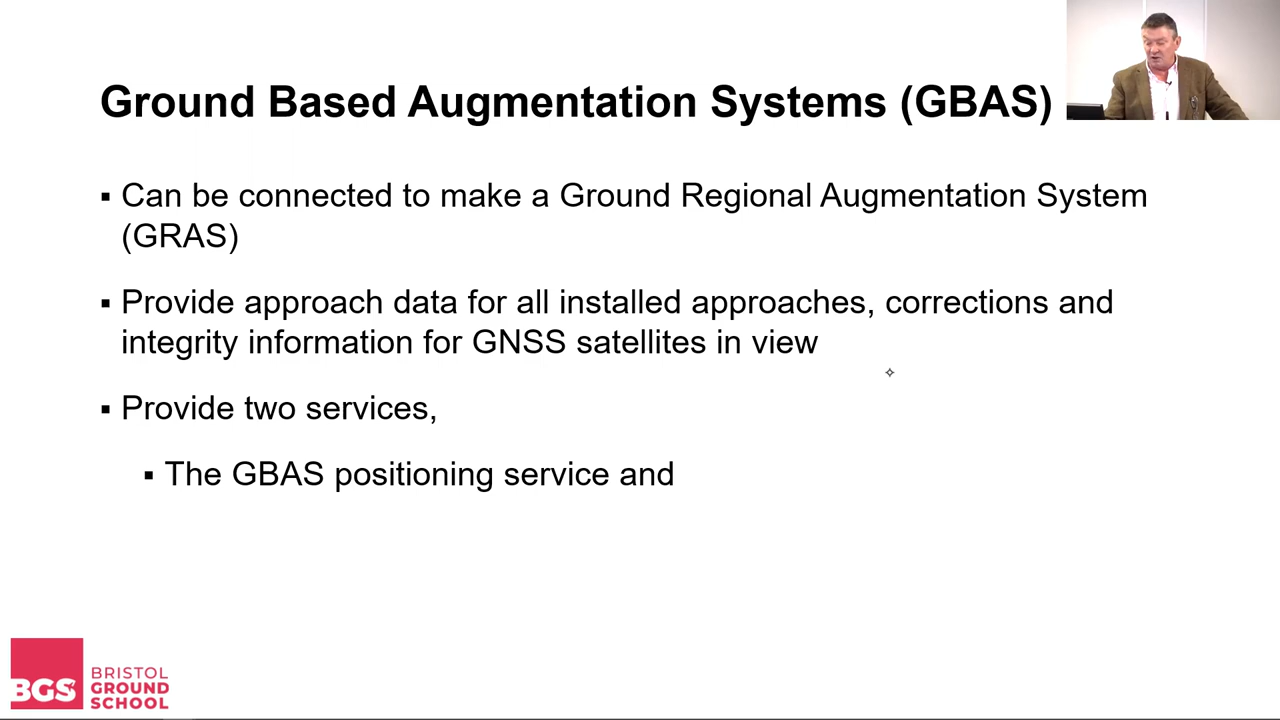 Ground Based Augmentation Systems (GBAS)
▪ Can be connected to make a Ground Regional Augmentation System
(GRAS)
▪ Provide approach data for all installed approaches, corrections and
integrity information for GNSS satellites in view
▪ Provide two services,
▪ The GBAS positioning service and
BGS
BRISTOL
GROUND
SCHOOL